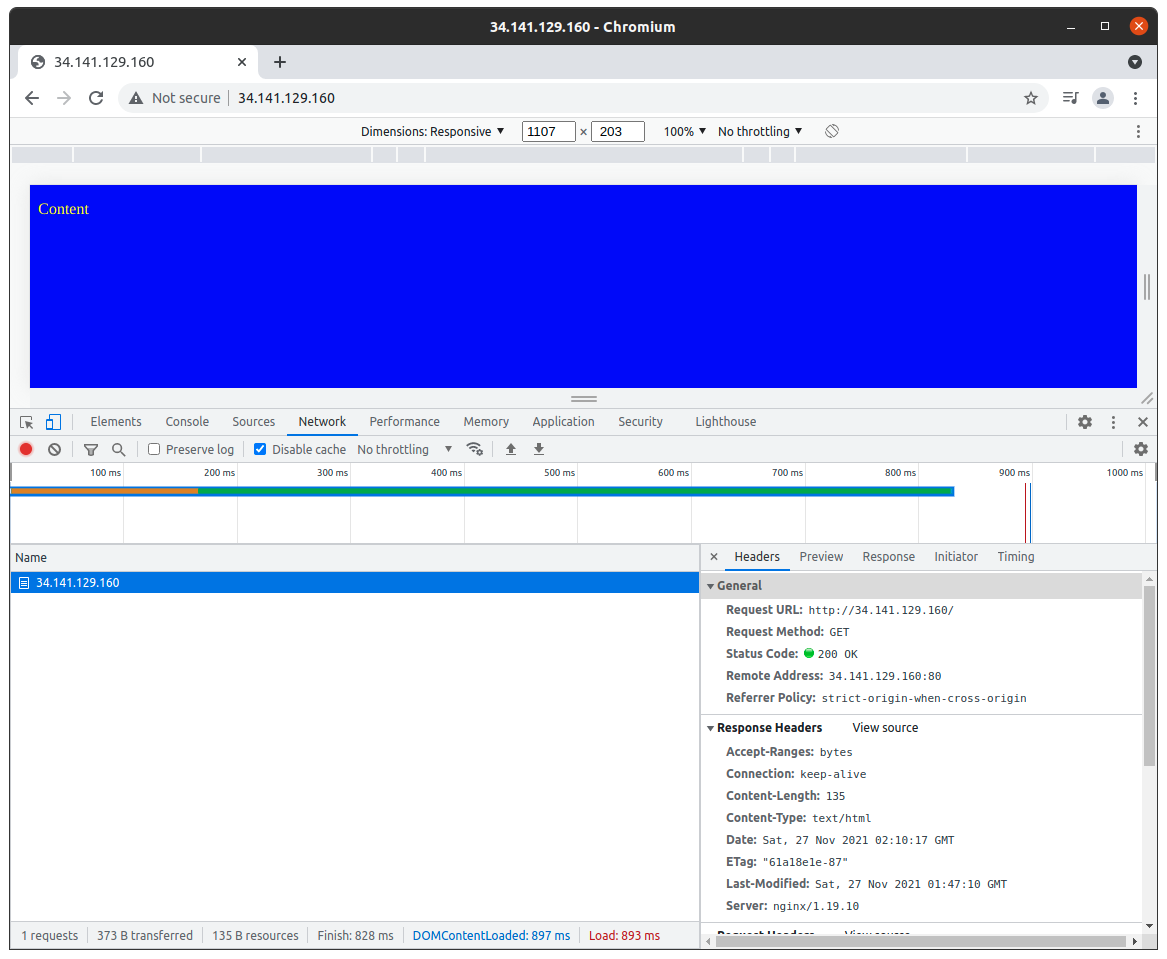 34.141.129.160 - Chromium
34.141.129.160
Not secure 34.141.129.160
Dimensions: Responsive ▼ 1107 × 203 100% ▼ No throttling ▼
Content
Elements Console Sources Network Performance Memory Application Security Lighthouse
Preserve log Disable cache No throttling ▼
100 ms 200 ms 300 ms 400 ms 500 ms 600 ms 700 ms 800 ms 900 ms 1000 ms
Name
34.141.129.160
× Headers Preview Response Initiator Timing
General
Request URL: http://34.141.129.160/
Request Method: GET
Status Code: 200 OK
Remote Address: 34.141.129.160:80
Referrer Policy: strict-origin-when-cross-origin
Response Headers View source
Accept-Ranges: bytes
Connection: keep-alive
Content-Length: 135
Content-Type: text/html
Date: Sat, 27 Nov 2021 02:10:17 GMT
ETag: "61a18e1e-87"
Last-Modified: Sat, 27 Nov 2021 01:47:10 GMT
Server: nginx/1.19.10
Request Headers View source
1 requests 373 B transferred 135 B resources Finish: 828 ms DOMContentLoaded: 897 ms Load: 893 ms